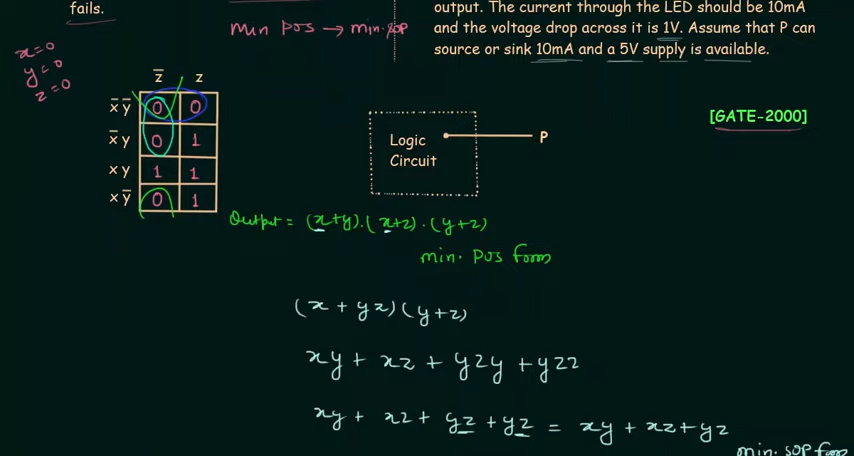 fails.
output. The current through the LED should be 10mA
and the voltage drop across it is 1V. Assume that P can
source or sink 10mA and a 5V supply is available.
Min POS → min. SOP
x=0
y=0
z=0
z̅ z
x̅ y̅ 0 0
x̅ y 0 1
x y 1 1
x y̅ 0 1
Logic
Circuit
P
[GATE-2000]
Output = (x+y).(x+z).(y+z)
min. POS form
(x + yz)(y+z)
xy + xz + yzy + yzz
xy + xz + yz + yz = xy + xz + yz
min. SOP form